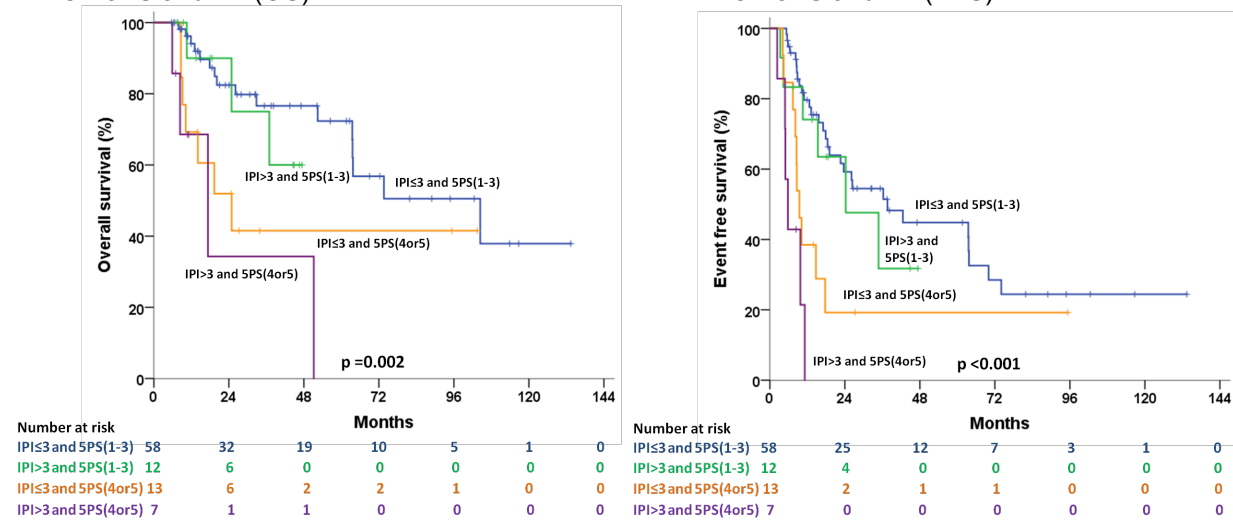 Overall survival (%)
100
80
60
40
20
0
IPI>3 and 5PS(1-3)
IPI≤3 and 5PS(1-3)
IPI≤3 and 5PS(4or5)
IPI>3 and 5PS(4or5)
p =0.002
0 24 48 72 96 120 144
Months
Number at risk
IPI≤3 and 5PS(1-3) 58 32 19 10 5 1 0
IPI>3 and 5PS(1-3) 12 6 0 0 0 0 0
IPI≤3 and 5PS(4or5) 13 6 2 2 1 0 0
IPI>3 and 5PS(4or5) 7 1 1 0 0 0 0
Event free survival (%)
100
80
60
40
20
0
IPI≤3 and 5PS(1-3)
IPI>3 and
5PS(1-3)
IPI≤3 and 5PS(4or5)
IPI>3 and 5PS(4or5)
p <0.001
0 24 48 72 96 120 144
Months
Number at risk
IPI≤3 and 5PS(1-3) 58 25 12 7 3 1 0
IPI>3 and 5PS(1-3) 12 4 0 0 0 0 0
IPI≤3 and 5PS(4or5) 13 2 1 1 0 0 0
IPI>3 and 5PS(4or5) 7 0 0 0 0 0 0